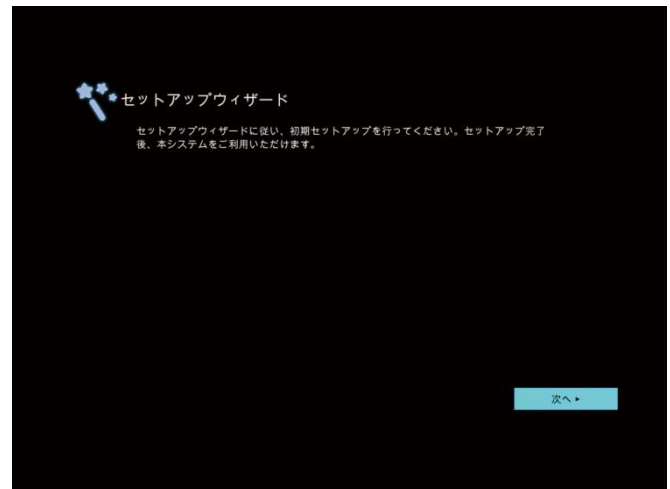 セットアップウィザード
セットアップウィザードに従い、初期セットアップを行ってください。セットアップ完了
後、本システムをご利用いただけます。
次へ ▸